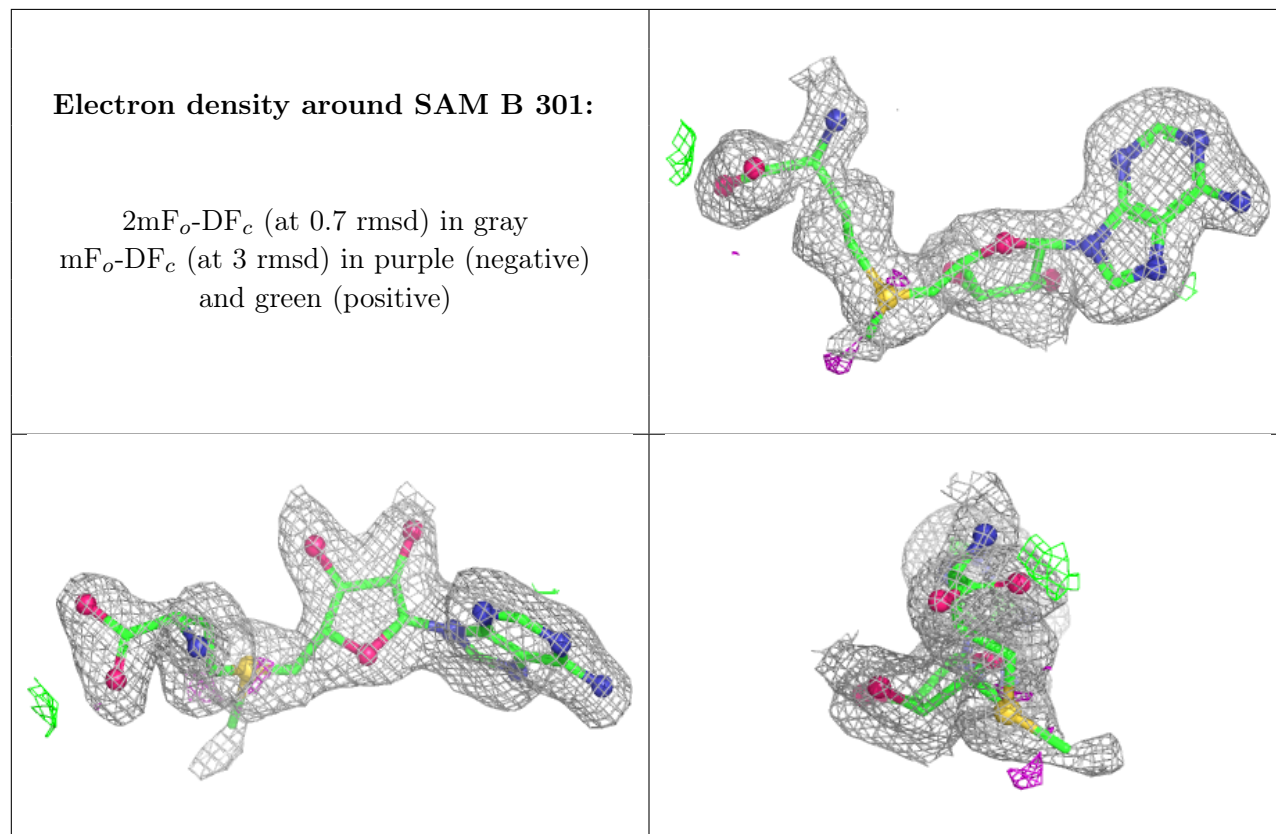 Electron density around SAM B 301:
2mFₒ-DF𝒸 (at 0.7 rmsd) in gray
mFₒ-DF𝒸 (at 3 rmsd) in purple (negative)
and green (positive)